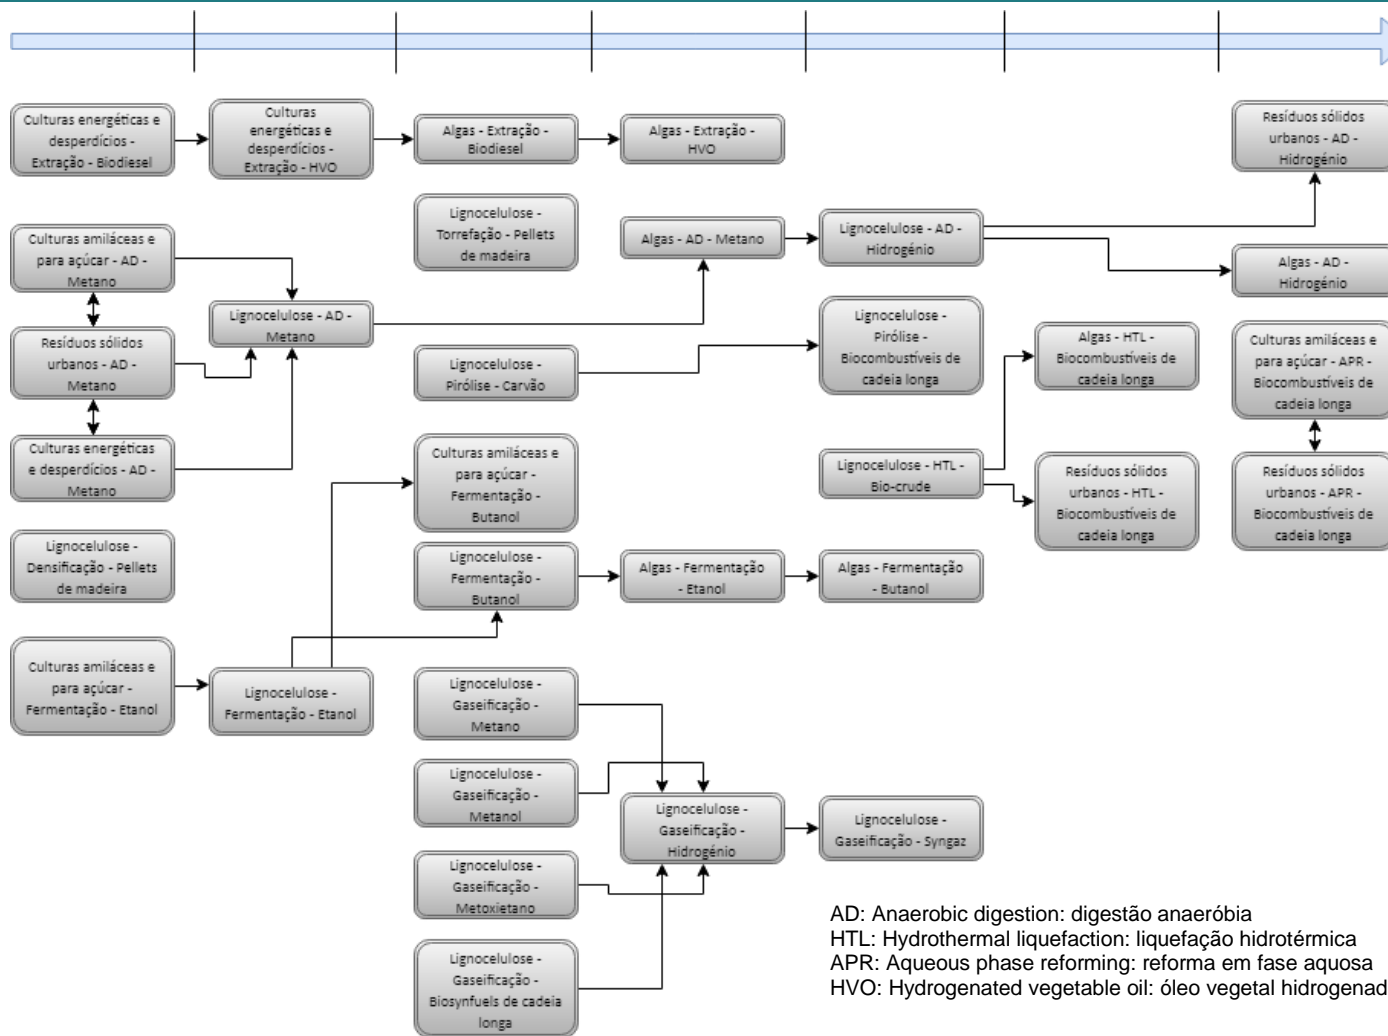 Culturas energéticas e
desperdícios -
Extração - Biodiesel
Culturas
energéticas e
desperdícios -
Extração - HVO
Algas - Extração -
Biodiesel
Algas - Extração -
HVO
Resíduos sólidos
urbanos - AD -
Hidrogénio
Lignocelulose -
Torrefação - Pellets
de madeira
Culturas amiláceas e
para açúcar - AD -
Metano
Algas - AD - Metano
Lignocelulose - AD -
Hidrogénio
Algas - AD -
Hidrogénio
Lignocelulose - AD -
Metano
Resíduos sólidos
urbanos - AD -
Metano
Lignocelulose -
Pirólise - Carvão
Lignocelulose -
Pirólise -
Biocombustíveis de
cadeia longa
Algas - HTL -
Biocombustíveis de
cadeia longa
Culturas amiláceas e
para açúcar - APR -
Biocombustíveis de
cadeia longa
Culturas energéticas
e desperdícios - AD -
Metano
Culturas amiláceas e
para açúcar -
Fermentação -
Butanol
Lignocelulose - HTL -
Bio-crude
Resíduos sólidos
urbanos - HTL -
Biocombustíveis de
cadeia longa
Resíduos sólidos
urbanos - APR -
Biocombustíveis de
cadeia longa
Lignocelulose -
Densificação - Pellets
de madeira
Lignocelulose -
Fermentação -
Butanol
Algas - Fermentação
- Etanol
Algas - Fermentação
- Butanol
Culturas amiláceas e
para açúcar -
Fermentação - Etanol
Lignocelulose -
Fermentação - Etanol
Lignocelulose -
Gaseificação -
Metano
Lignocelulose -
Gaseificação -
Metanol
Lignocelulose -
Gaseificação -
Hidrogénio
Lignocelulose -
Gaseificação - Syngaz
Lignocelulose -
Gaseificação -
Metoxietano
Lignocelulose -
Gaseificação -
Biosynfuels de cadeia
longa
AD: Anaerobic digestion: digestão anaeróbia
HTL: Hydrothermal liquefaction: liquefação hidrotérmica
APR: Aqueous phase reforming: reforma em fase aquosa
HVO: Hydrogenated vegetable oil: óleo vegetal hidrogenad